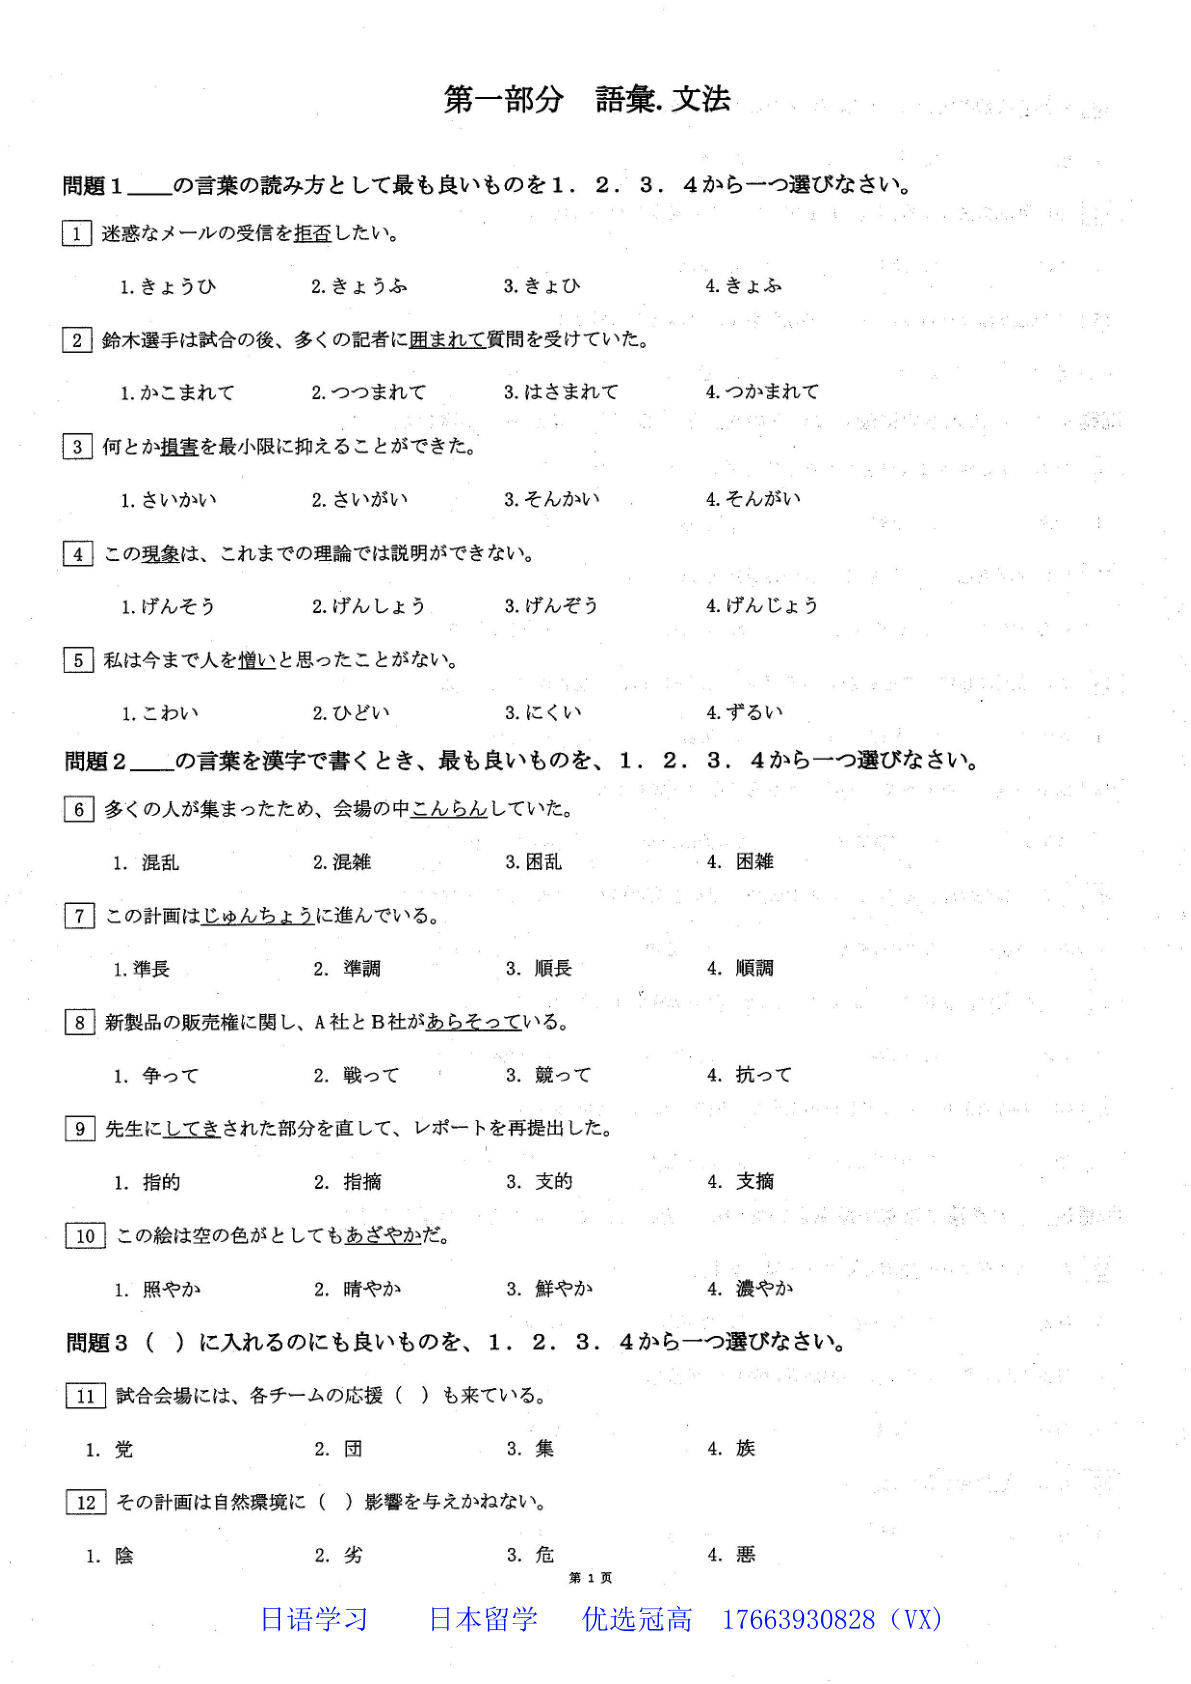 第一部分　語彙．文法
問題１＿＿の言葉の読み方として最も良いものを１．２．３．４から一つ選びなさい。
1 迷惑なメールの受信を拒否したい。
1.きょうひ 2.きょうふ 3.きょひ 4.きょふ
2 鈴木選手は試合の後、多くの記者に囲まれて質問を受けていた。
1.かこまれて 2.つつまれて 3.はさまれて 4.つかまれて
3 何とか損害を最小限に抑えることができた。
1.さいかい 2.さいがい 3.そんかい 4.そんがい
4 この現象は、これまでの理論では説明ができない。
1.げんそう 2.げんしょう 3.げんぞう 4.げんじょう
5 私は今まで人を憎いと思ったことがない。
1.こわい 2.ひどい 3.にくい 4.ずるい
問題２＿＿の言葉を漢字で書くとき、最も良いものを、１．２．３．４から一つ選びなさい。
6 多くの人が集まったため、会場の中こんらんしていた。
1. 混乱 2.混雑 3.困乱 4. 困雑
7 この計画はじゅんちょうに進んでいる。
1.準長 2. 準調 3. 順長 4. 順調
8 新製品の販売権に関し、A 社とＢ社があらそっている。
1. 争って 2. 戦って 3. 競って 4. 抗って
9 先生にしてきされた部分を直して、レポートを再提出した。
1. 指的 2. 指摘 3. 支的 4. 支摘
10 この絵は空の色がとしてもあざやかだ。
1. 照やか 2. 晴やか 3. 鮮やか 4. 濃やか
問題３（　）に入れるのにも良いものを、１．２．３．４から一つ選びなさい。
11 試合会場には、各チームの応援（　）も来ている。
1. 党 2. 団 3. 集 4. 族
12 その計画は自然環境に（　）影響を与えかねない。
1. 陰 2. 劣 3. 危 4. 悪
第 1 页
日语学习 日本留学 优选冠高 17663930828（VX）